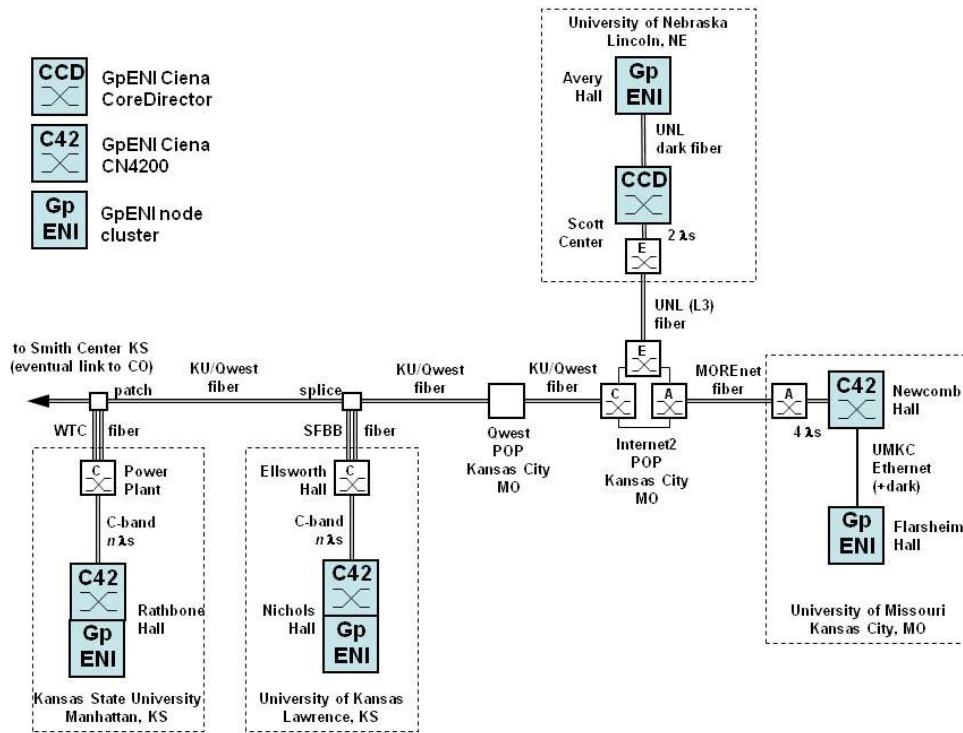 CCD
GpENI Ciena
CoreDirector
C42
GpENI Ciena
CN4200
Gp
ENI
GpENI node
cluster
University of Nebraska
Lincoln, NE
Avery
Hall
Gp
ENI
UNL
dark fiber
CCD
Scott
Center
2 λs
E
UNL (L3)
fiber
E
C
A
Internet2
POP
Kansas City
MO
to Smith Center KS
(eventual link to CO)
patch
KU/Qwest
fiber
splice
KU/Qwest
fiber
KU/Qwest
fiber
Qwest
POP
Kansas City
MO
MOREnet
fiber
A
4 λs
C42
Newcomb
Hall
UMKC
Ethernet
(+dark)
Gp
ENI
Flarsheim
Hall
University of Missouri
Kansas City, MO
WTC fiber
C
Power
Plant
C-band
nλs
C42
Rathbone
Hall
Gp
ENI
Kansas State University
Manhattan, KS
SFBB fiber
Ellsworth
Hall
C
C-band
nλs
C42
Nichols
Hall
Gp
ENI
University of Kansas
Lawrence, KS